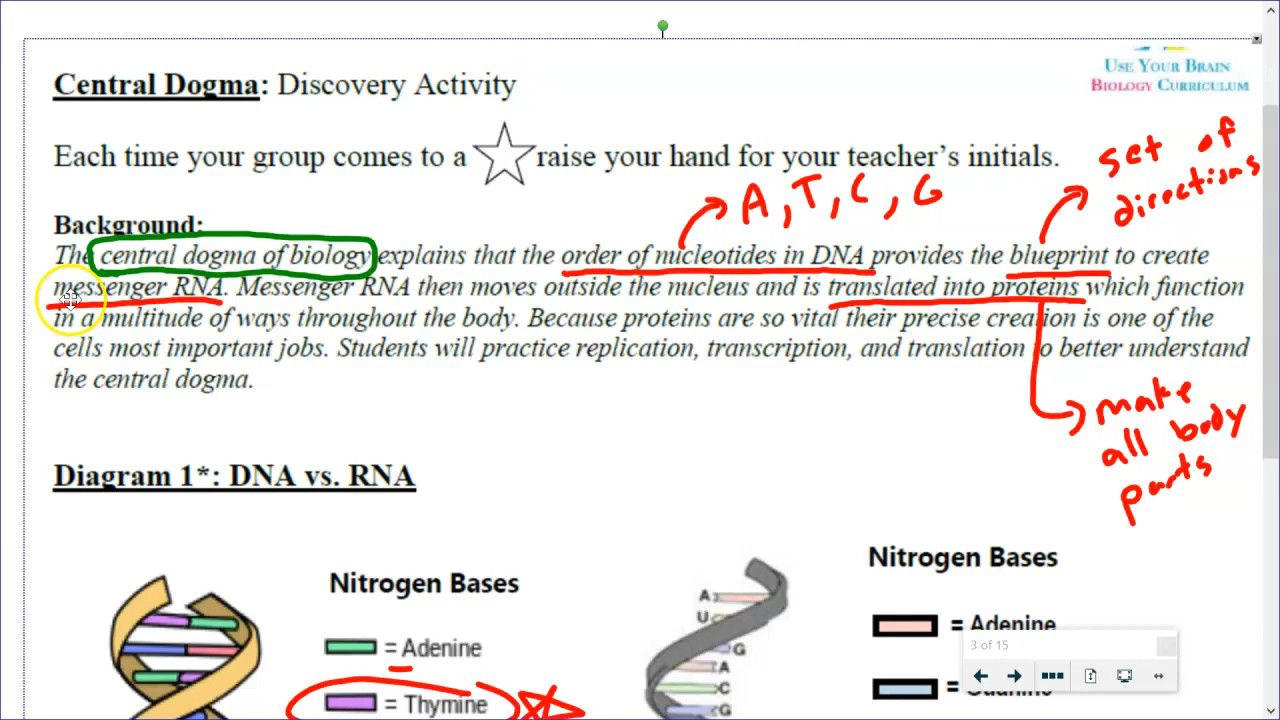 Central Dogma: Discovery Activity
USE YOUR BRAIN
BIOLOGY CURRICULUM
Each time your group comes to a raise your hand for your teacher's initials.
set of
directions
A, T, C, G
Background:
The central dogma of biology explains that the order of nucleotides in DNA provides the blueprint to create
messenger RNA. Messenger RNA then moves outside the nucleus and is translated into proteins which function
in a multitude of ways throughout the body. Because proteins are so vital their precise creation is one of the
cells most important jobs. Students will practice replication, transcription, and translation to better understand
the central dogma.
make
all body
parts
Diagram 1*: DNA vs. RNA
Nitrogen Bases
= Adenine
= Thymine
A
U
G
A
C
G
Nitrogen Bases
= Adenine
= Guanine
3 of 15